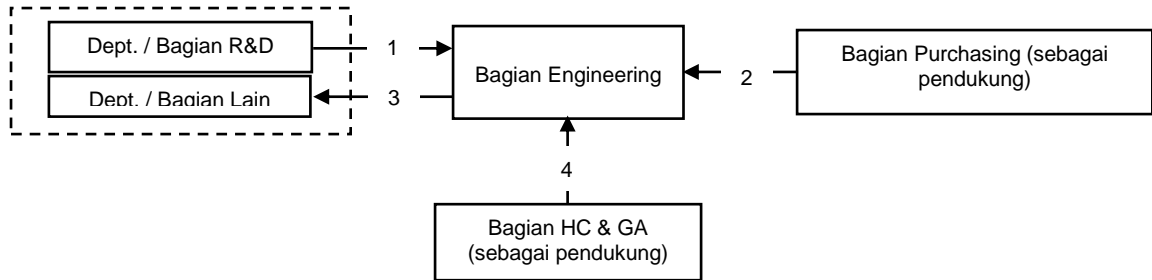 Dept. / Bagian R&D
1
Dept. / Bagian Lain
3
Bagian Engineering
2
Bagian Purchasing (sebagai
pendukung)
4
Bagian HC & GA
(sebagai pendukung)